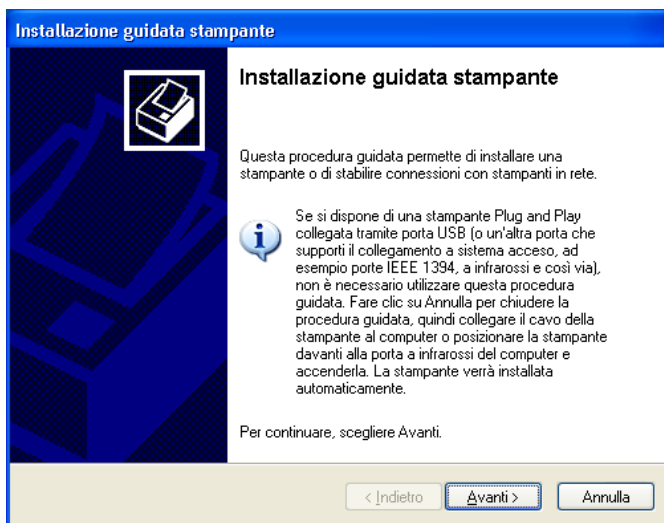 Installazione guidata stampante
Installazione guidata stampante
Questa procedura guidata permette di installare una
stampante o di stabilire connessioni con stampanti in rete.
Se si dispone di una stampante Plug and Play
collegata tramite porta USB (o un'altra porta che
supporti il collegamento a sistema acceso, ad
esempio porte IEEE 1394, a infrarossi e così via),
non è necessario utilizzare questa procedura
guidata. Fare clic su Annulla per chiudere la
procedura guidata, quindi collegare il cavo della
stampante al computer o posizionare la stampante
davanti alla porta a infrarossi del computer e
accenderla. La stampante verrà installata
automaticamente.
Per continuare, scegliere Avanti.
< Indietro Avanti > Annulla